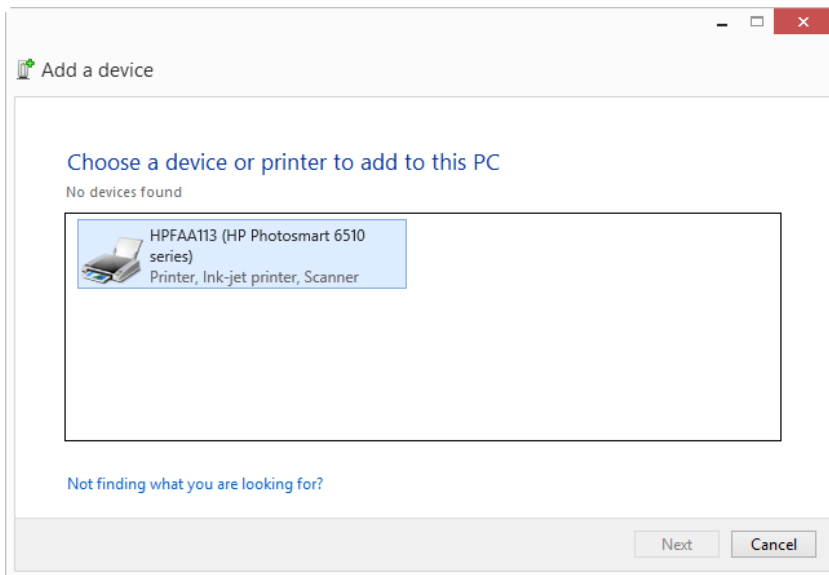 Add a device
Choose a device or printer to add to this PC
No devices found
HPFAA113 (HP Photosmart 6510
series)
Printer, Ink-jet printer, Scanner
Not finding what you are looking for?
Next Cancel